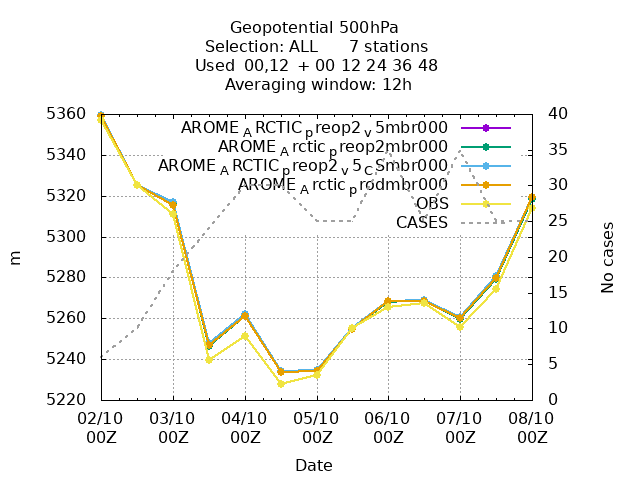 Geopotential 500hPa
Selection: ALL 7 stations
Used 00,12 + 00 12 24 36 48
Averaging window: 12h
AROME_ARCTIC_preop2_v5mbr000
AROME_Arctic_preop2mbr000
AROME_ARCTIC_preop2_v5_cSmbr000
AROME_Arctic_prodmbr000
OBS
CASES
5360
5340
5320
5300
5280
5260
5240
5220
m
40
35
30
25
20
15
10
5
0
No cases
02/10 03/10 04/10 05/10 06/10 07/10 08/10
00Z 00Z 00Z 00Z 00Z 00Z 00Z
Date